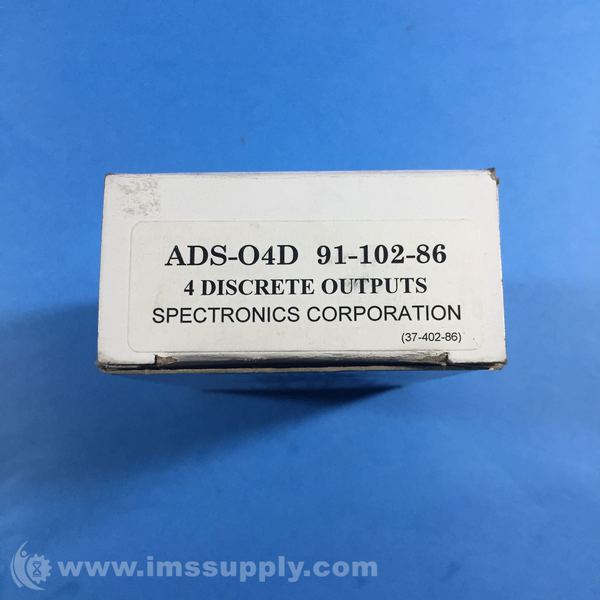 ADS-O4D 91-102-86
4 DISCRETE OUTPUTS
SPECTRONICS CORPORATION
(37-402-86)
www.imssupply.com